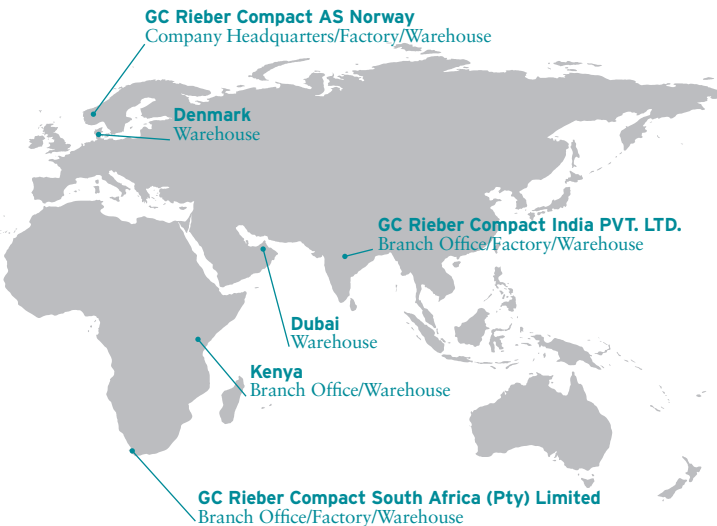 GC Rieber Compact AS Norway
Company Headquarters/Factory/Warehouse
Denmark
Warehouse
GC Rieber Compact India PVT. LTD.
Branch Office/Factory/Warehouse
Dubai
Warehouse
Kenya
Branch Office/Warehouse
GC Rieber Compact South Africa (Pty) Limited
Branch Office/Factory/Warehouse